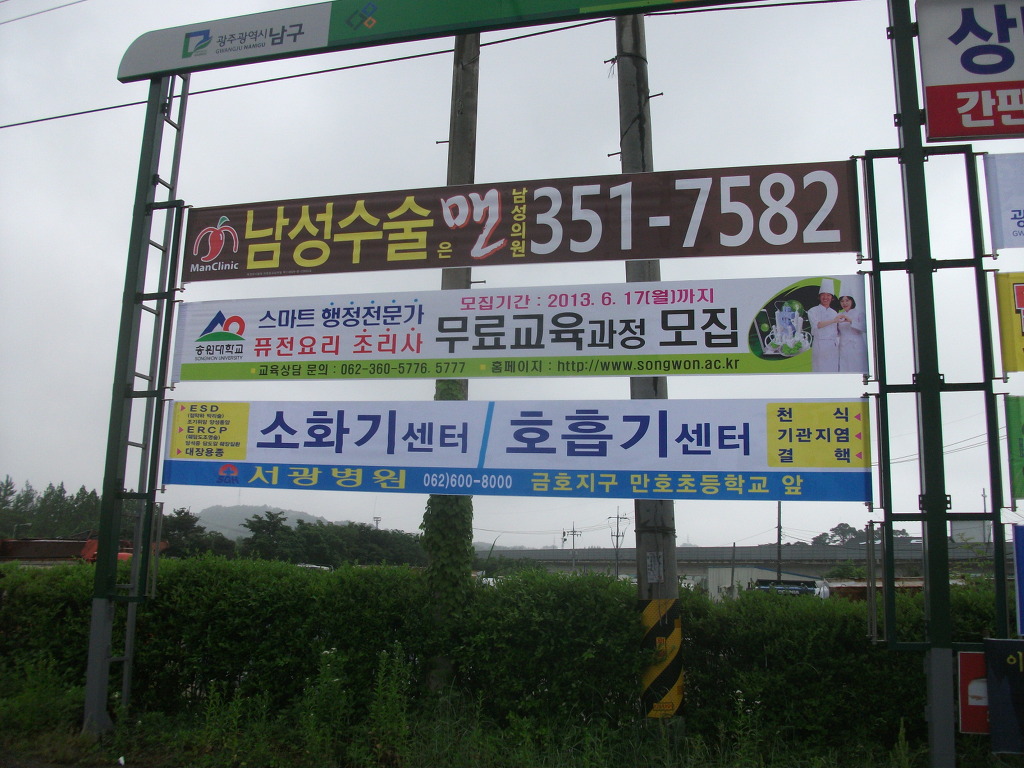 광주광역시 남구
GWANGJU NAMGU
상
간판
ManClinic
남성수술은 맨 남성의원 351-7582
송원대학교
SONGWON UNIVERSITY
모집기간 : 2013. 6. 17(월)까지
스마트 행정전문가
퓨전요리 조리사
무료교육과정 모집
교육상담 문의 : 062-360-5776. 5777
홈페이지 : http://www.songwon.ac.kr
ESD
ERCP
대장용종
소화기센터 / 호흡기센터
천 식
기관지염
결 핵
서광병원 062)600-8000 금호지구 만호초등학교 앞